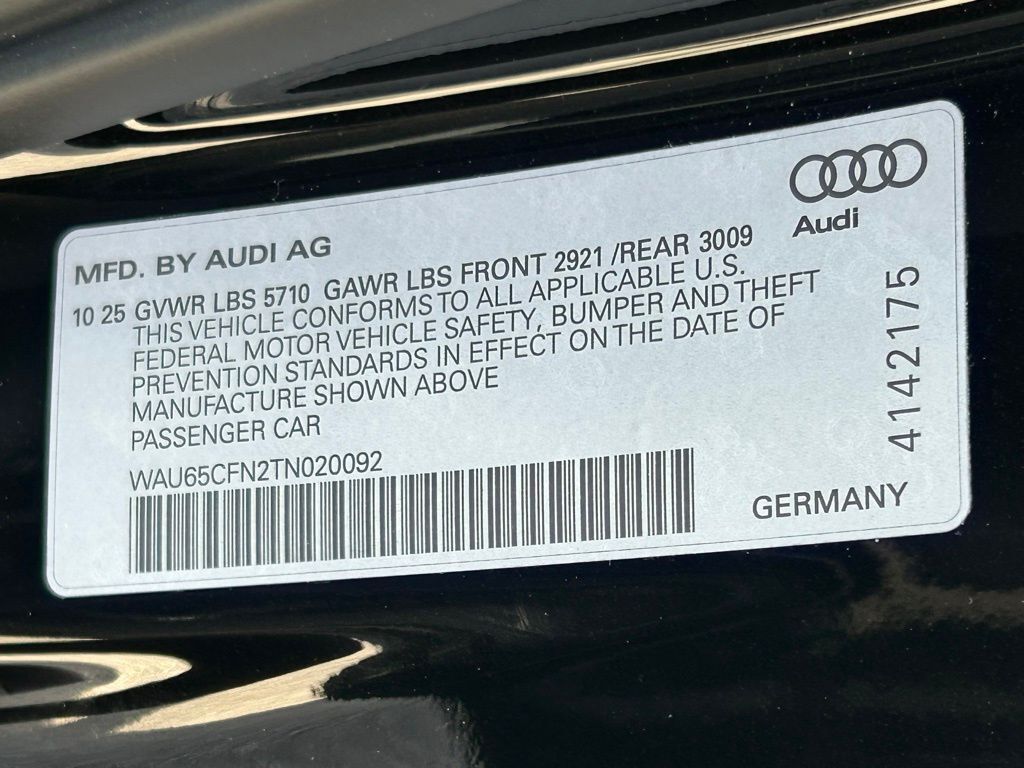 Audi
MFD. BY AUDI AG
10 25 GVWR LBS 5710 GAWR LBS FRONT 2921 /REAR 3009
THIS VEHICLE CONFORMS TO ALL APPLICABLE U.S.
FEDERAL MOTOR VEHICLE SAFETY, BUMPER AND THEFT
PREVENTION STANDARDS IN EFFECT ON THE DATE OF
MANUFACTURE SHOWN ABOVE
PASSENGER CAR
WAU65CFN2TN020092
GERMANY
4142175